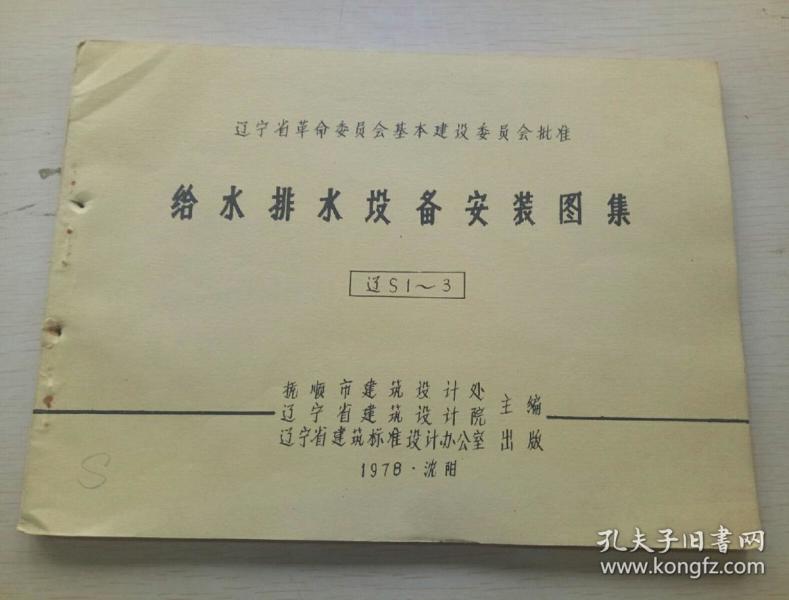 辽宁省革命委员会基本建设委员会批准
给水排水设备安装图集
辽S1～3
抚顺市建筑设计处
辽宁省建筑设计院 主编
辽宁省建筑标准设计办公室 出版
1978·沈阳
S
孔夫子旧书网
www.kongfz.com